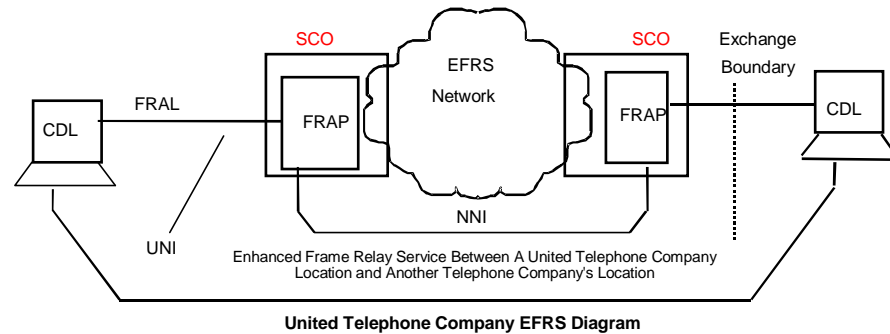 SCO
SCO
Exchange
Boundary
EFRS
Network
FRAL
CDL
FRAP
FRAP
CDL
UNI
NNI
Enhanced Frame Relay Service Between A United Telephone Company
Location and Another Telephone Company's Location
United Telephone Company EFRS Diagram